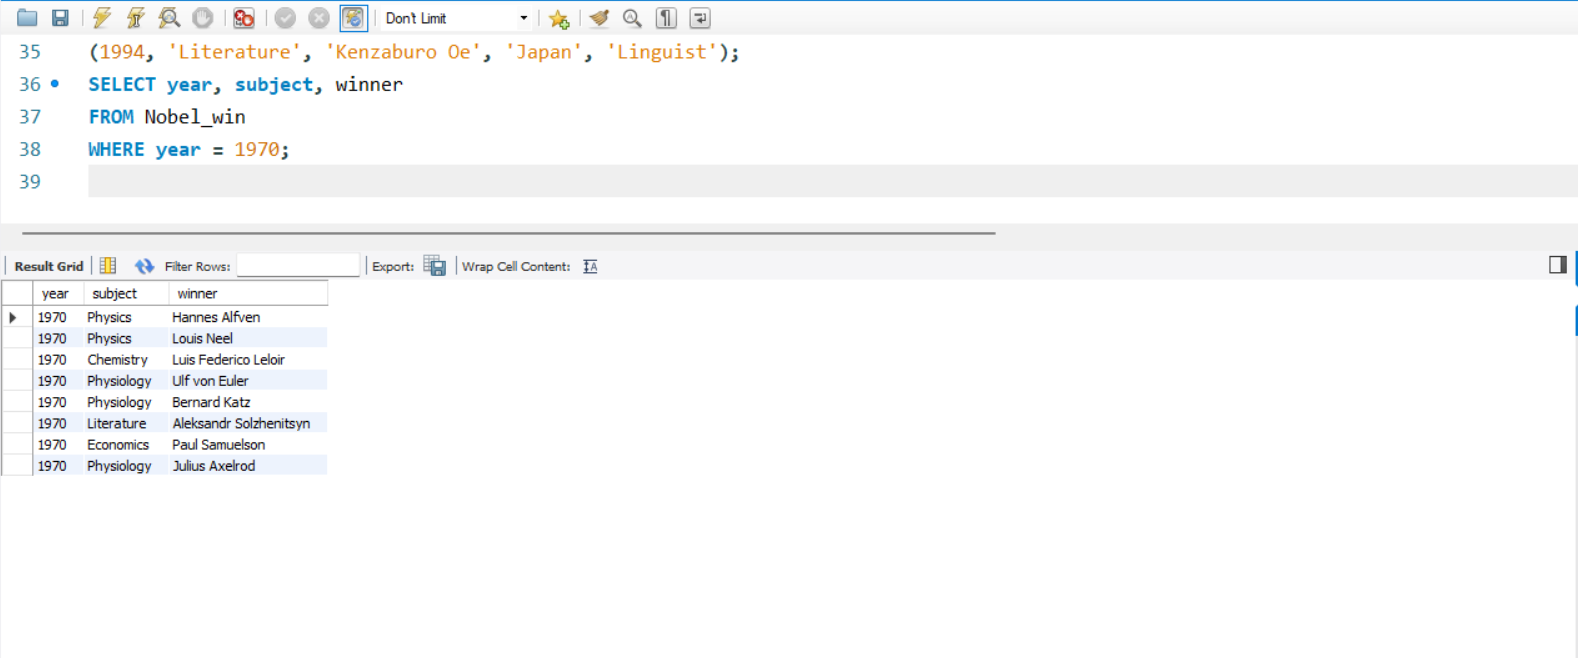 Don't Limit
35 (1994, 'Literature', 'Kenzaburo Oe', 'Japan', 'Linguist');
36 SELECT year, subject, winner
37 FROM Nobel_win
38 WHERE year = 1970;
39
Result Grid Filter Rows: Export: Wrap Cell Content:
year subject winner
1970 Physics Hannes Alfven
1970 Physics Louis Neel
1970 Chemistry Luis Federico Leloir
1970 Physiology Ulf von Euler
1970 Physiology Bernard Katz
1970 Literature Aleksandr Solzhenitsyn
1970 Economics Paul Samuelson
1970 Physiology Julius Axelrod